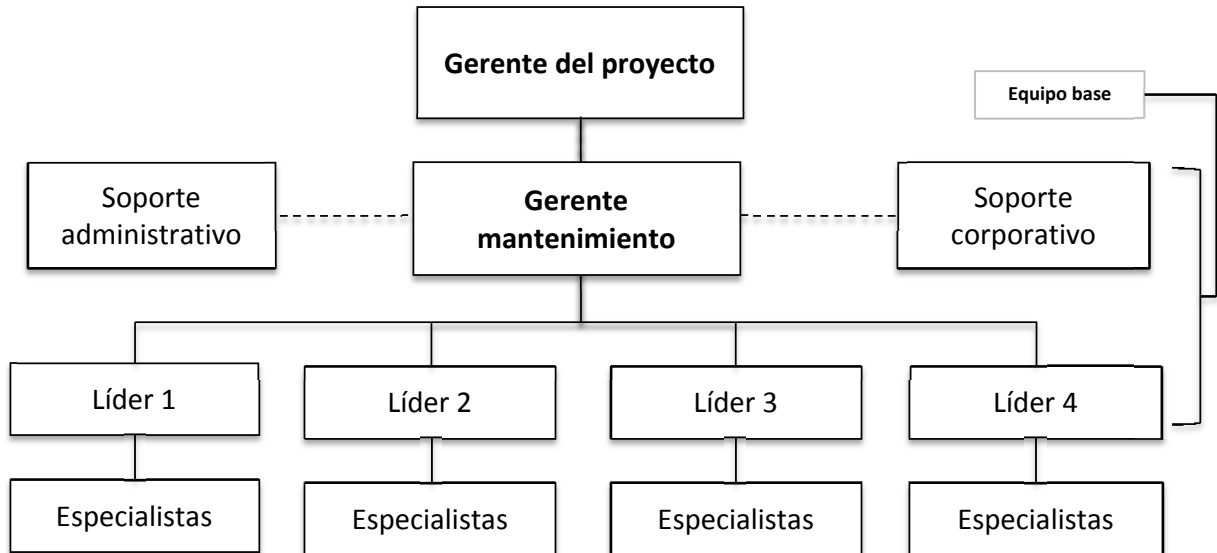 Gerente del proyecto
Equipo base
Soporte
administrativo
Gerente
mantenimiento
Soporte
corporativo
Líder 1
Líder 2
Líder 3
Líder 4
Especialistas
Especialistas
Especialistas
Especialistas